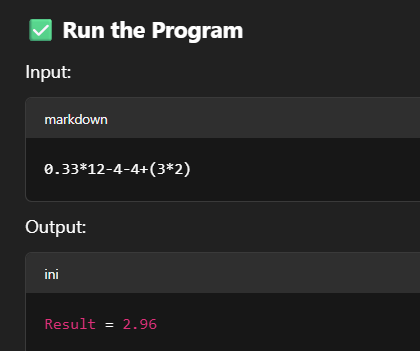 ✅ Run the Program
Input:
markdown
0.33*12-4-4+(3*2)
Output:
ini
Result = 2.96